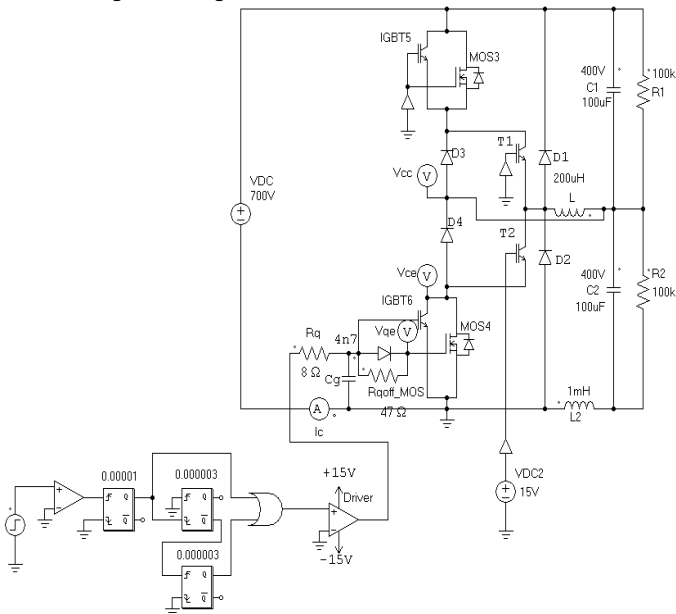 IGBT5
MOS3
400V
C1
100uF
100k
R1
D3
T1
D1
Vcc
V
200uH
L
VDC
700V
D4
T2
D2
400V
C2
100uF
R2
100k
Vce
V
IGBT6
Vqe
V
MOS4
Rq
4n7
8 Ω
Cg
Rqoff_MOS
47 Ω
A
Ic
1mH
L2
VDC2
15V
0.00001
0.000003
+15V
Driver
-15V
Q
Q
Q
Q
0.000003
Q
Q